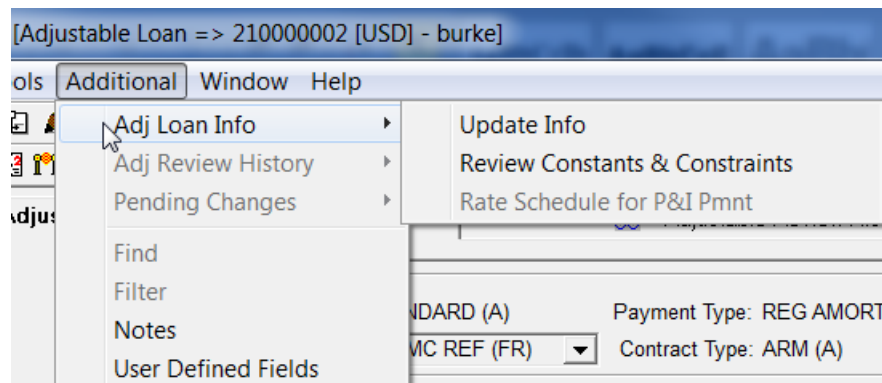 [Adjustable Loan => 210000002 [USD] - burke]
ols Additional Window Help
Adj Loan Info Update Info
Adj Review History Review Constants & Constraints
Pending Changes Rate Schedule for P&I Pmnt
Adjus
Find
Filter NDARD (A) Payment Type: REG AMORT
Notes MC REF (FR) Contract Type: ARM (A)
User Defined Fields